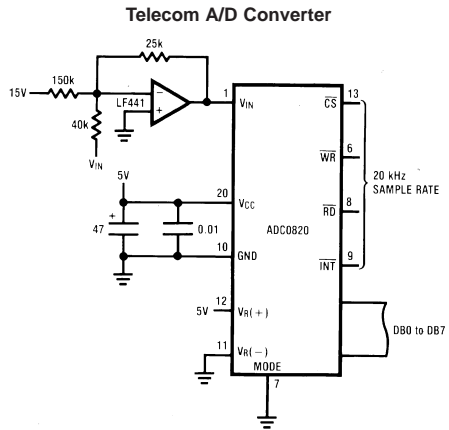 Telecom A/D Converter
25k
150k
15V
LF441
−
+
40k
VIN
1
VIN
13
CS
6
WR
20 kHz
SAMPLE RATE
8
RD
9
INT
5V
20
VCC
+
47
0.01
10
GND
ADC0820
5V
12
VR(+)
11
VR(−)
MODE
7
DB0 to DB7